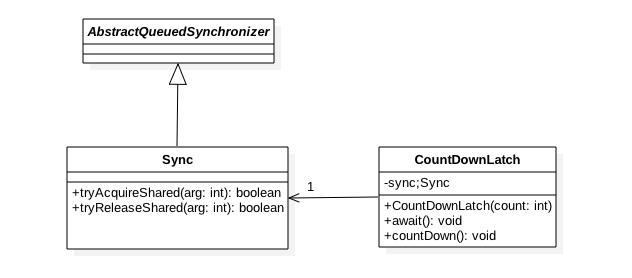 AbstractQueuedSynchronizer
Sync
+tryAcquireShared(arg: int): boolean
+tryReleaseShared(arg: int): boolean
1
CountDownLatch
-sync;Sync
+CountDownLatch(count: int)
+await(): void
+countDown(): void